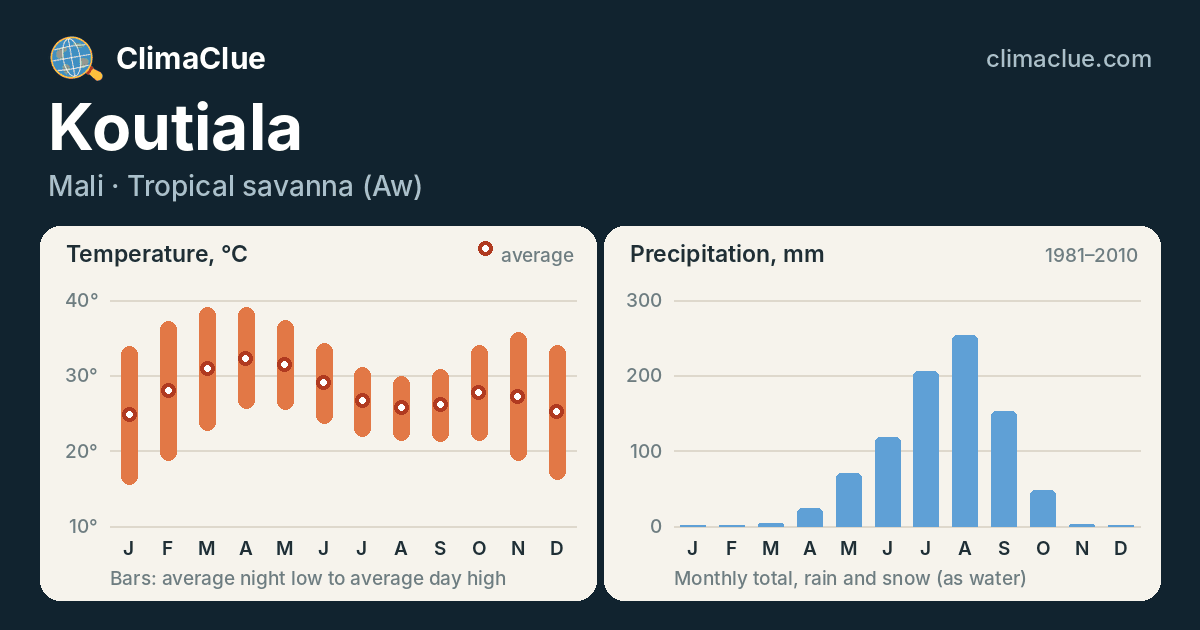 ClimaClue
climaclue.com
Koutiala
Mali · Tropical savanna (Aw)
Temperature, °C
average
40°
30°
20°
10°
J F M A M J J A S O N D
Bars: average night low to average day high
Precipitation, mm
1981–2010
300
200
100
0
J F M A M J J A S O N D
Monthly total, rain and snow (as water)